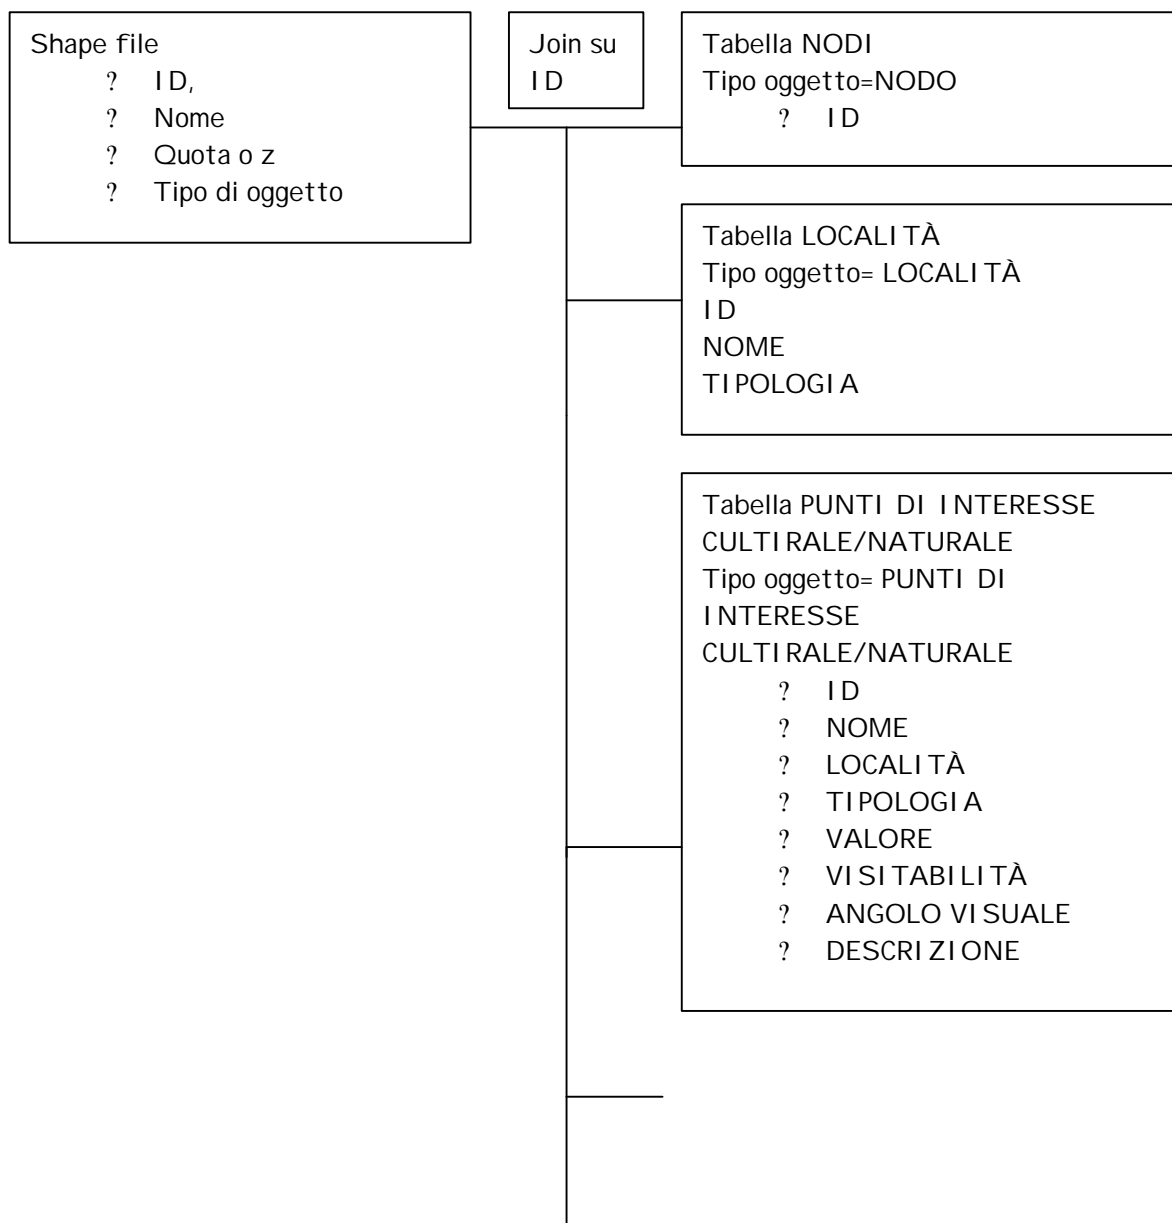 Shape file
? ID,
? Nome
? Quota o z
? Tipo di oggetto
Join su
ID
Tabella NODI
Tipo oggetto=NODO
? ID
Tabella LOCALITÀ
Tipo oggetto= LOCALITÀ
ID
NOME
TIPOLOGIA
Tabella PUNTI DI INTERESSE
CULTIRALE/NATURALE
Tipo oggetto= PUNTI DI
INTERESSE
CULTIRALE/NATURALE
? ID
? NOME
? LOCALITÀ
? TIPOLOGIA
? VALORE
? VISITABILITÀ
? ANGOLO VISUALE
? DESCRIZIONE